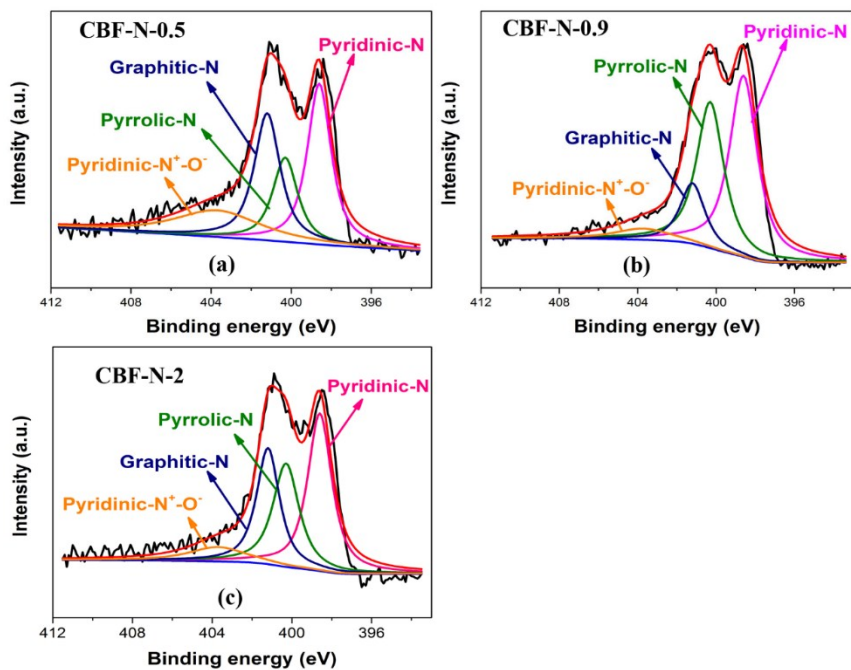 CBF-N-0.5
Pyridinic-N
Graphitic-N
Pyrrolic-N
Pyridinic-N⁺-O⁻
Intensity (a.u.)
(a)
412 408 404 400 396
Binding energy (eV)
CBF-N-0.9
Pyridinic-N
Pyrrolic-N
Graphitic-N
Pyridinic-N⁺-O⁻
Intensity (a.u.)
(b)
412 408 404 400 396
Binding energy (eV)
CBF-N-2
Pyridinic-N
Pyrrolic-N
Graphitic-N
Pyridinic-N⁺-O⁻
Intensity (a.u.)
(c)
412 408 404 400 396
Binding energy (eV)